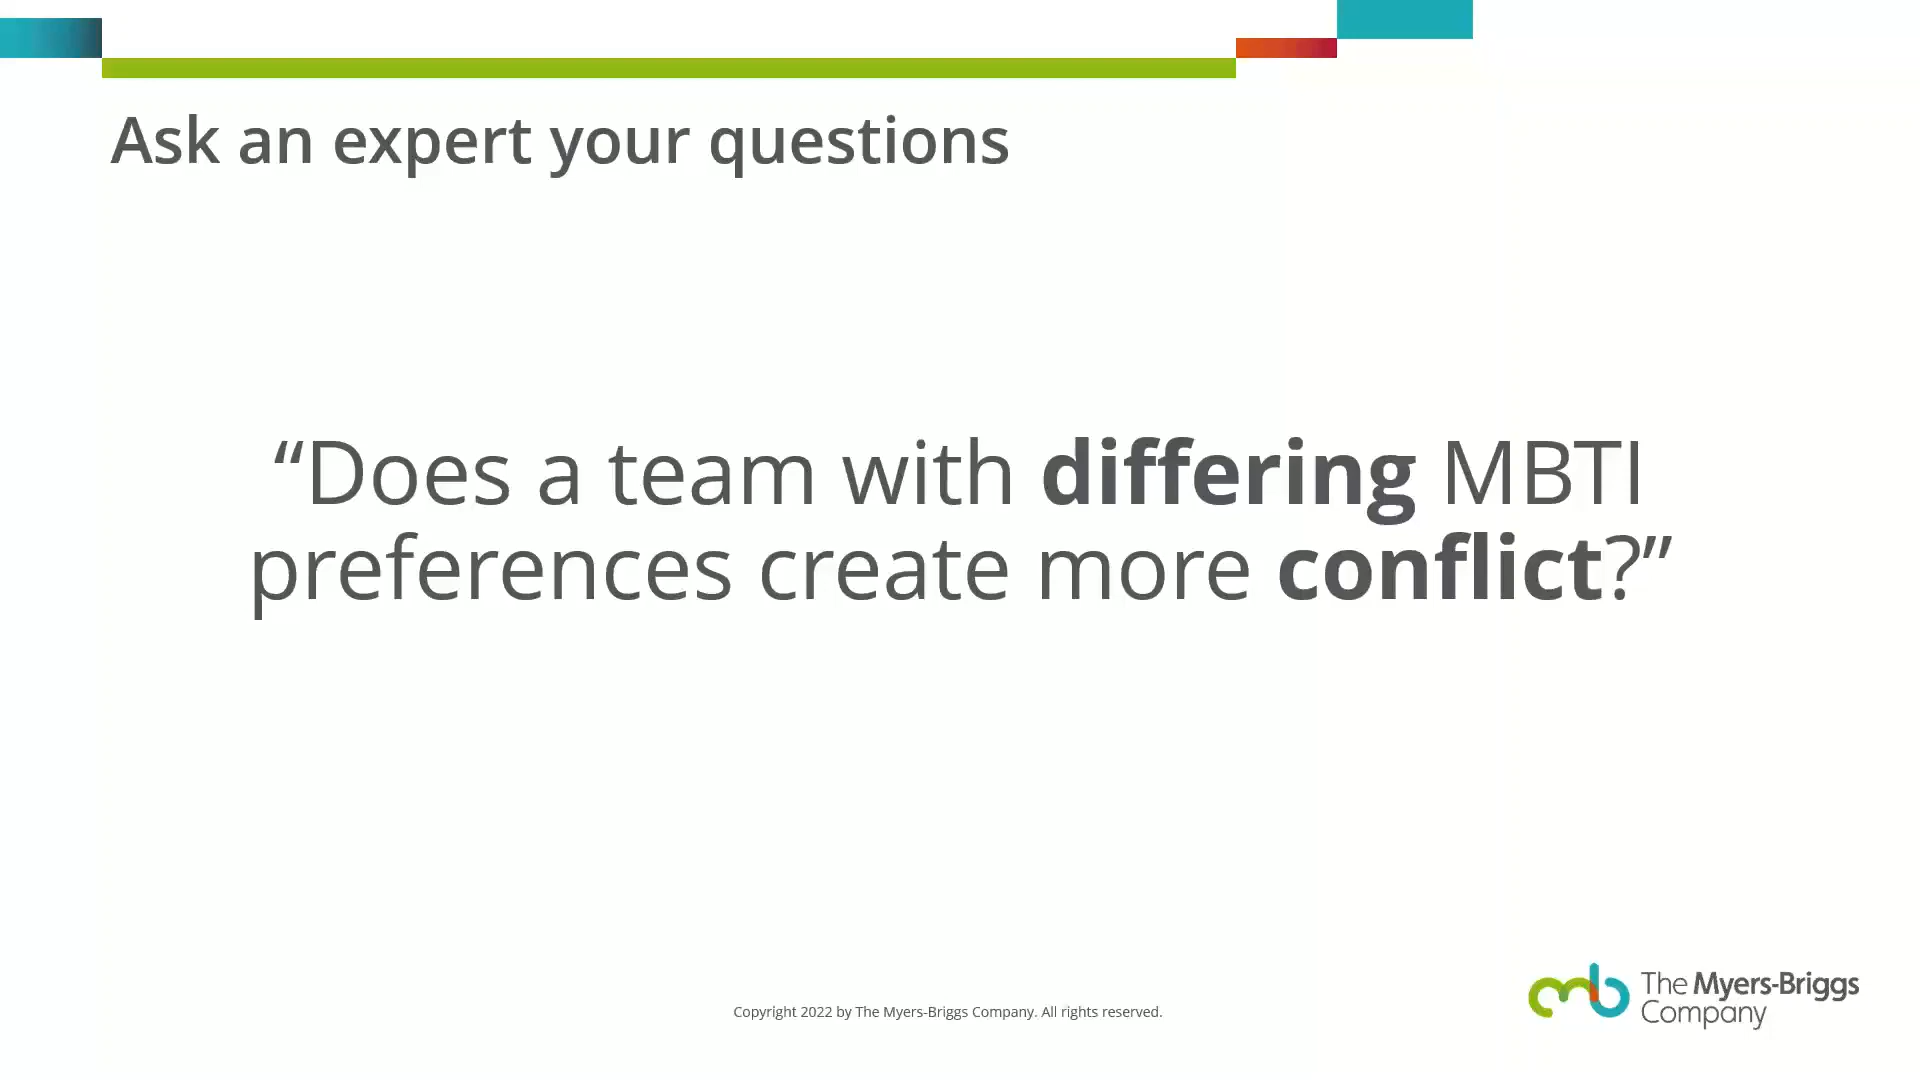 Ask an expert your questions
“Does a team with differing MBTI
preferences create more conflict?”
Copyright 2022 by The Myers-Briggs Company. All rights reserved.
The Myers-Briggs
Company